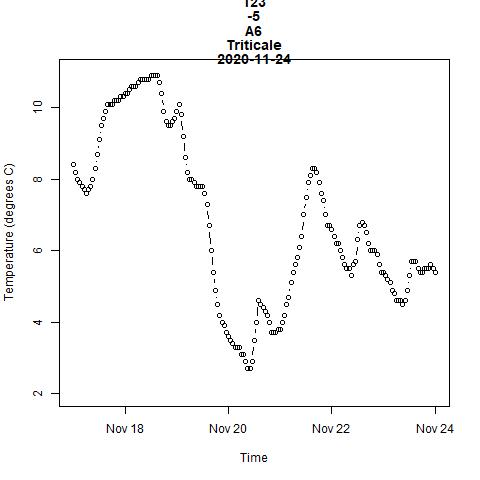 123
-5
A6
Triticale
2020-11-24
Temperature (degrees C)
10
8
6
4
2
Nov 18
Nov 20
Nov 22
Nov 24
Time